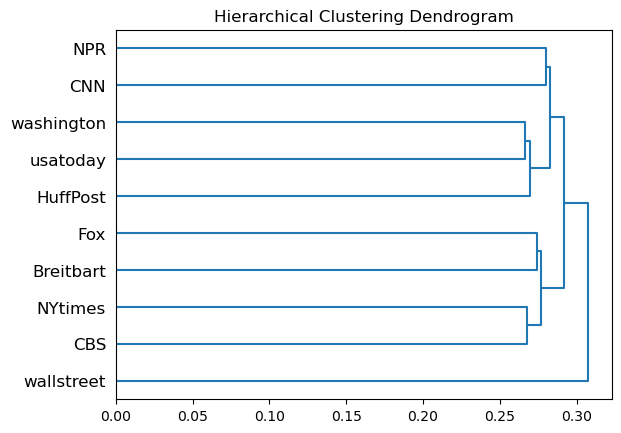 Hierarchical Clustering Dendrogram
NPR
CNN
washington
usatoday
HuffPost
Fox
Breitbart
NYtimes
CBS
wallstreet
0.00 0.05 0.10 0.15 0.20 0.25 0.30